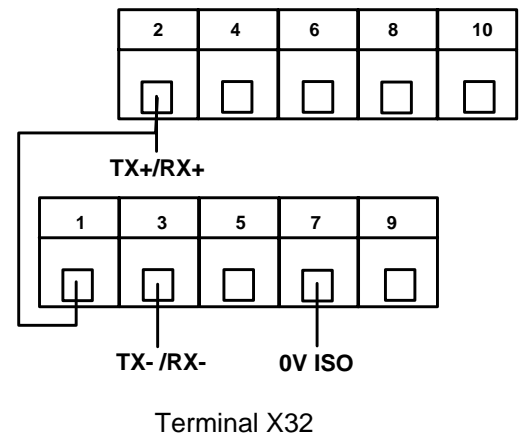 2 4 6 8 10
TX+/RX+
1 3 5 7 9
TX- /RX- 0V ISO
Terminal X32